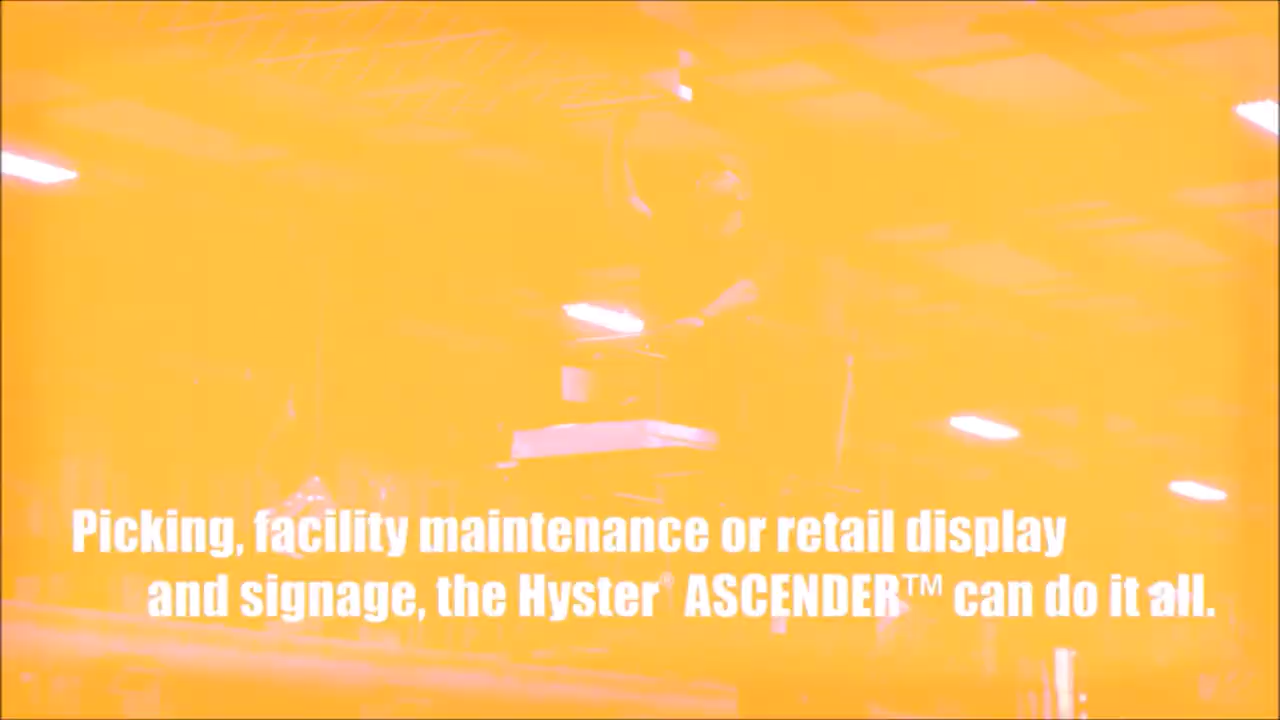 Picking, facility maintenance or retail display
and signage, the Hyster® ASCENDER™ can do it all.